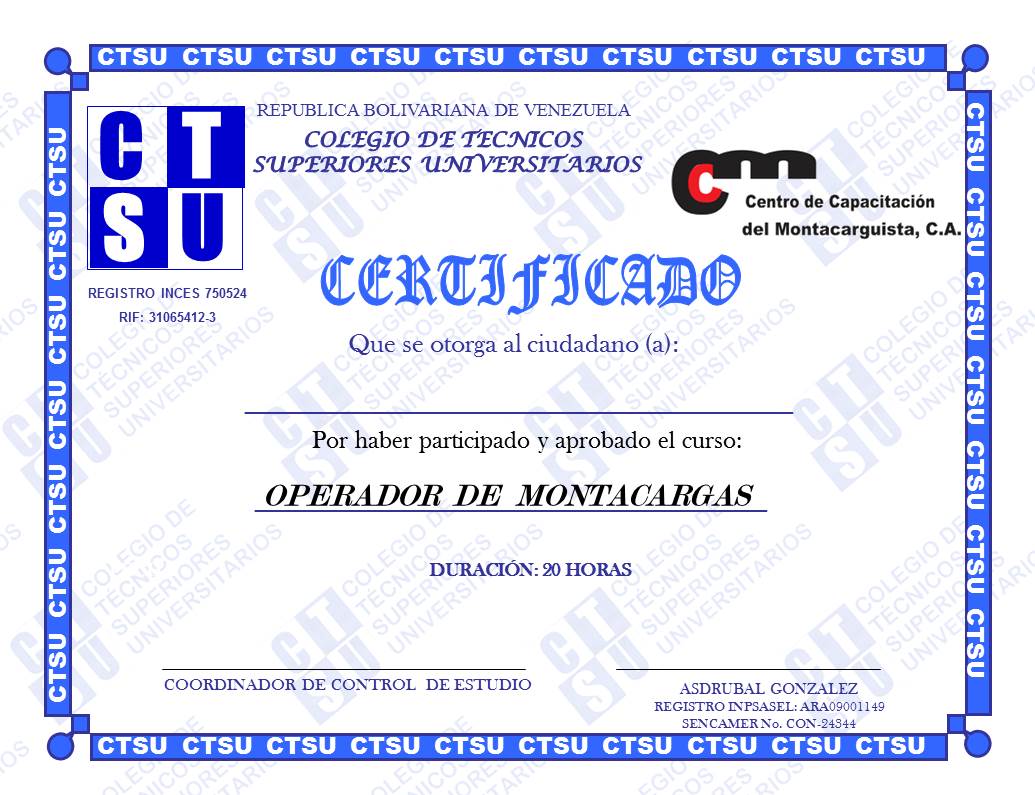 CTSU CTSU CTSU CTSU CTSU CTSU CTSU CTSU CTSU CTSU
CTSU CTSU CTSU CTSU CTSU CTSU CTSU
CTSU CTSU CTSU CTSU CTSU CTSU CTSU
CT
SU
REPUBLICA BOLIVARIANA DE VENEZUELA
COLEGIO DE TECNICOS
SUPERIORES UNIVERSITARIOS
cm
Centro de Capacitación
del Montacarguista, C.A.
REGISTRO INCES 750524
RIF: 31065412-3
CERTIFICADO
Que se otorga al ciudadano (a):
Por haber participado y aprobado el curso:
OPERADOR DE MONTACARGAS
DURACIÓN: 20 HORAS
COORDINADOR DE CONTROL DE ESTUDIO
ASDRUBAL GONZALEZ
REGISTRO INPSASEL: ARA09001149
SENCAMER No. CON-24344
CTSU CTSU CTSU CTSU CTSU CTSU CTSU CTSU CTSU CTSU
COLEGIO DE
TÉCNICOS
SUPERIORES
UNIVERSITARIOS